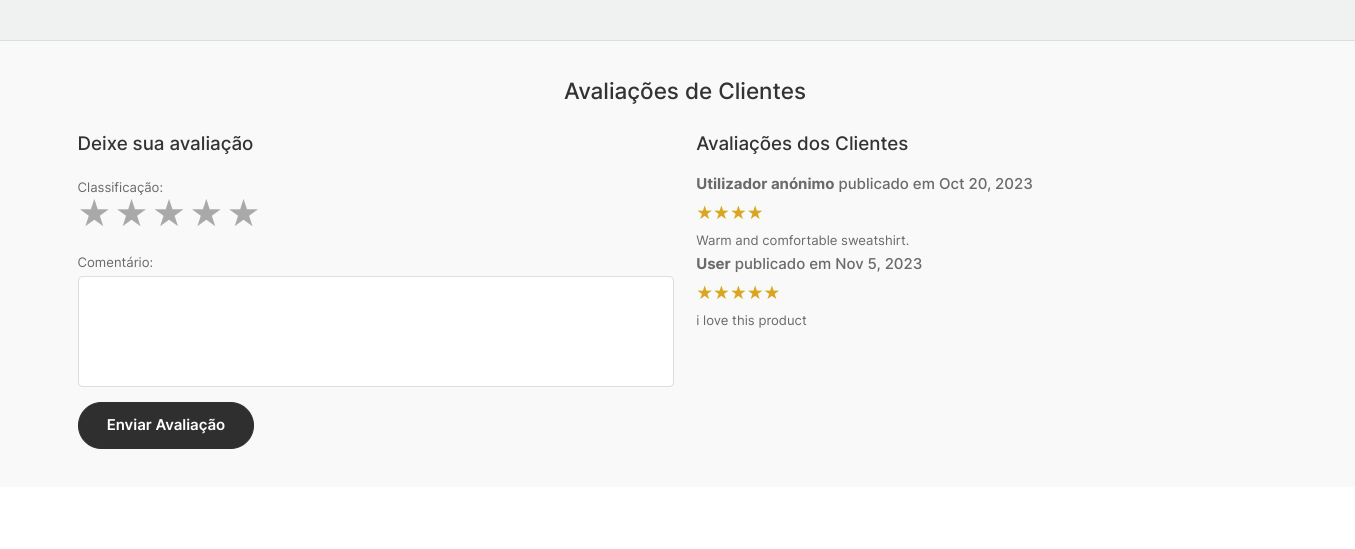 Avaliações de Clientes
Deixe sua avaliação
Classificação:
★★★★★
Comentário:
Enviar Avaliação
Avaliações dos Clientes
Utilizador anónimo publicado em Oct 20, 2023
★★★★
Warm and comfortable sweatshirt.
User publicado em Nov 5, 2023
★★★★★
i love this product